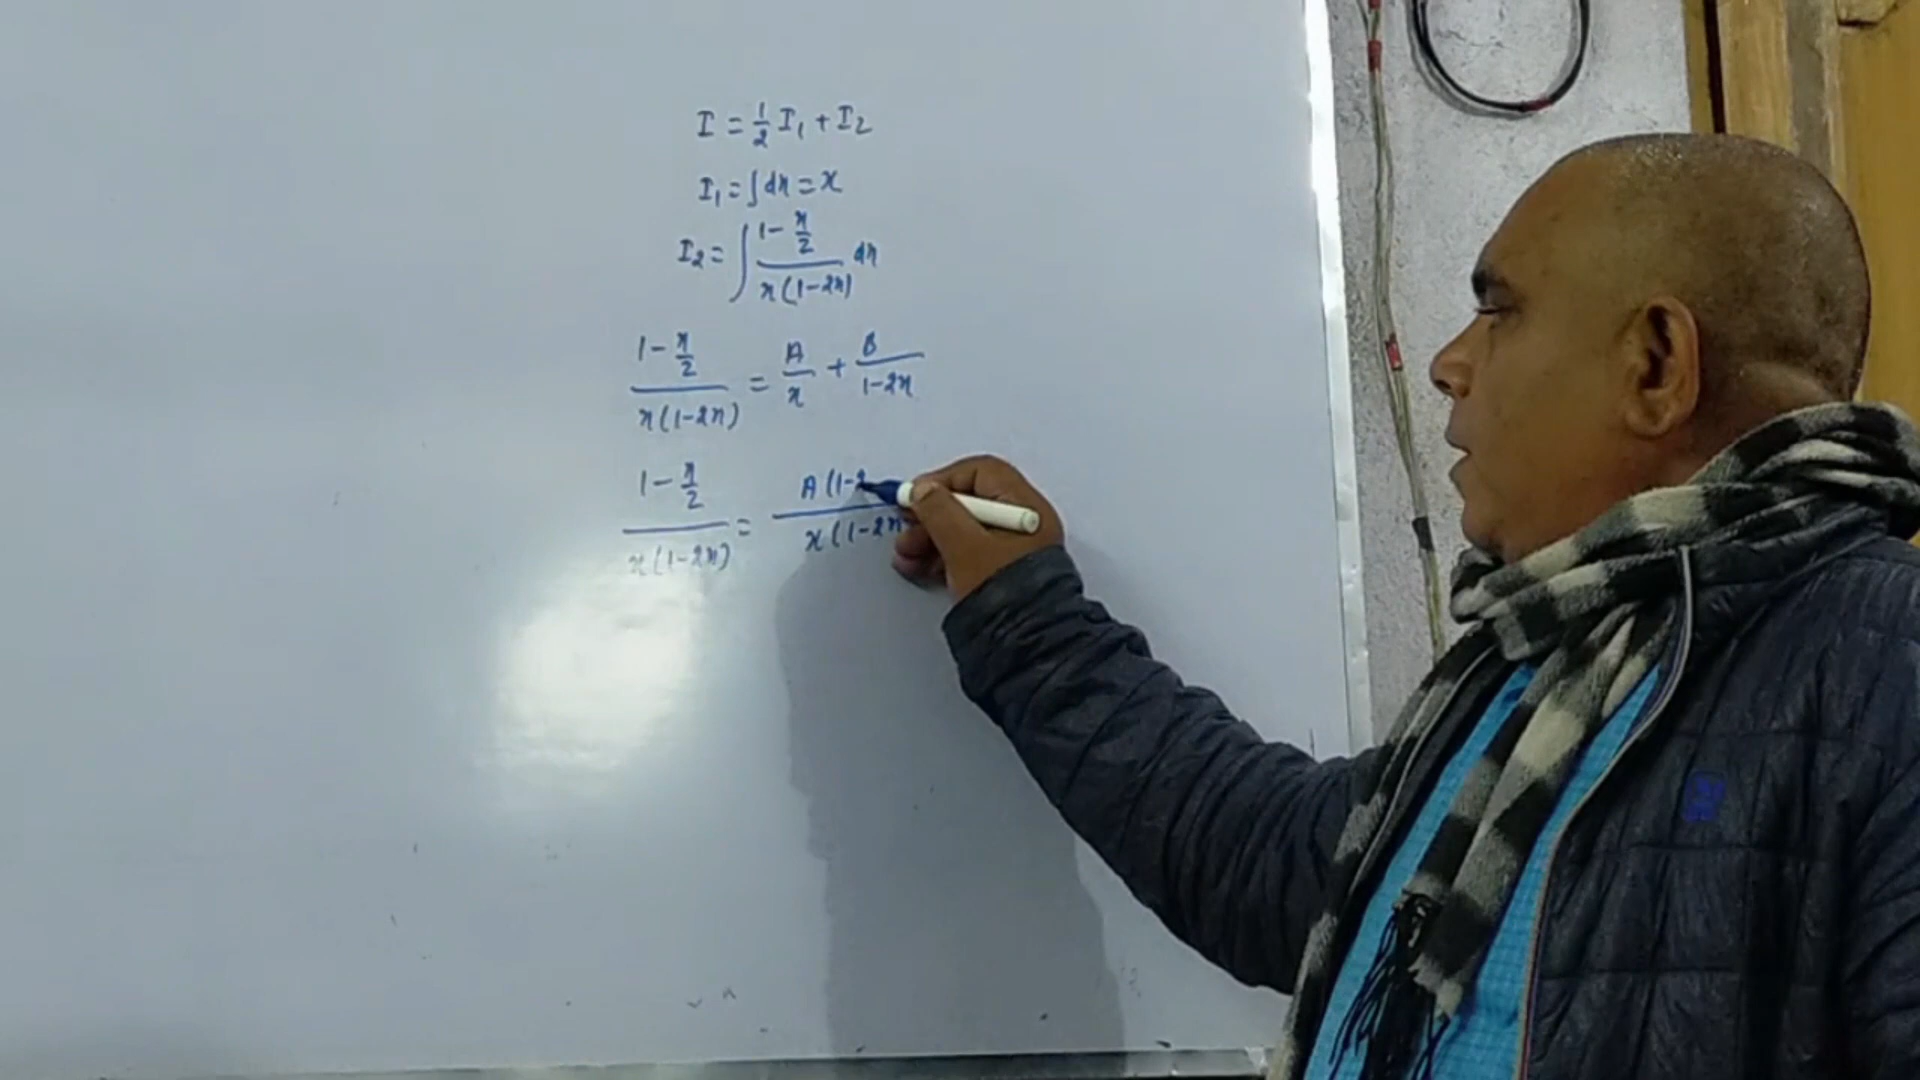 I = 1/2 I₁ + I₂
I₁ = ∫ dx = x
I₂ = ∫ (1 - x/2)/(x(1-2x)) dx
(1 - x/2)/(x(1-2x)) = A/x + B/(1-2x)
(1 - x/2)/(x(1-2x)) = A(1-2/x(1-2x